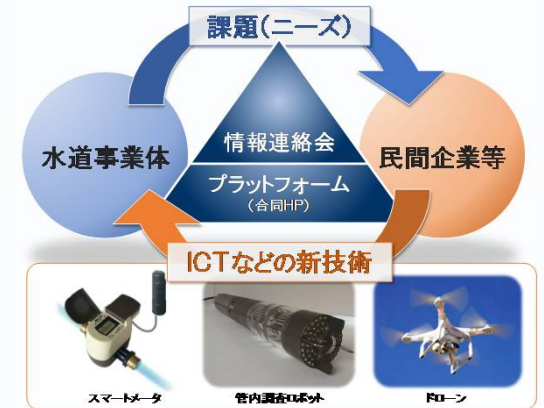 課題(ニーズ)
水道事業体
情報連絡会
プラットフォーム
(合同HP)
民間企業等
ICTなどの新技術
スマートメータ
管内調査ロボット
ドローン